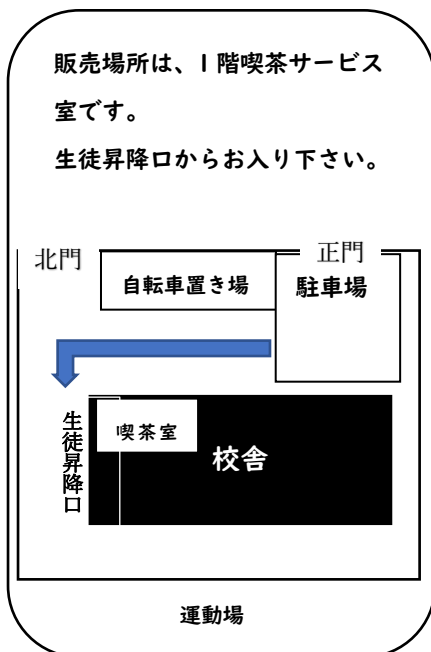 販売場所は、1階喫茶サービス
室です。
生徒昇降口からお入り下さい。
北門
正門
自転車置き場
駐車場
生徒昇降口
喫茶室
校舎
運動場